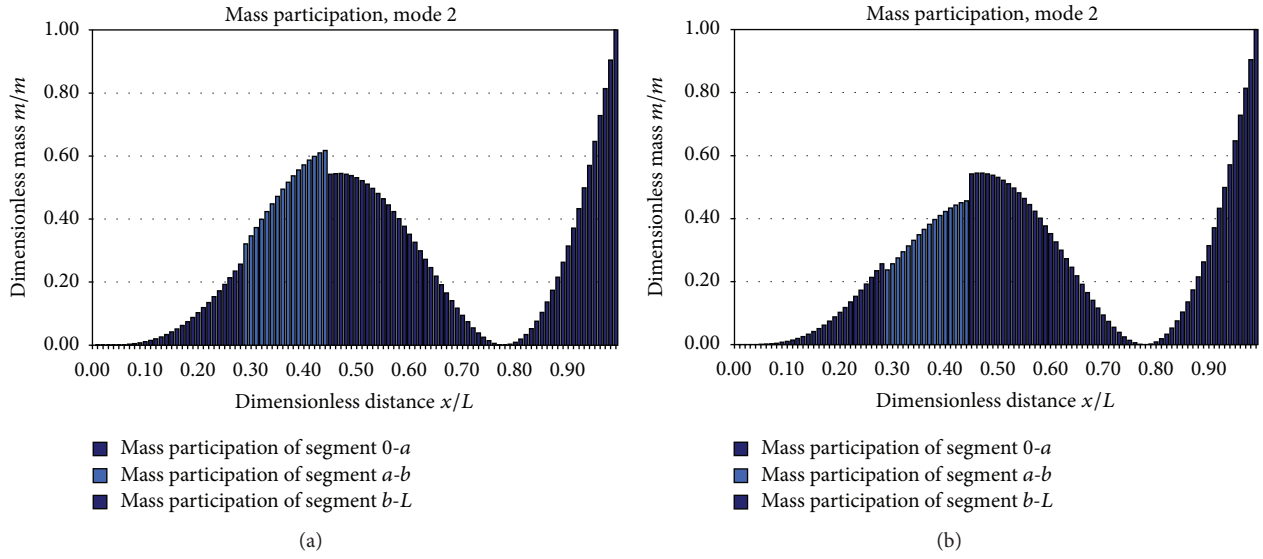 Mass participation, mode 2
1.00
0.80
0.60
0.40
0.20
0.00
Dimensionless mass m/m
0.00 0.10 0.20 0.30 0.40 0.50 0.60 0.70 0.80 0.90
Dimensionless distance x/L
Mass participation of segment 0-a
Mass participation of segment a-b
Mass participation of segment b-L
(a)
Mass participation, mode 2
1.00
0.80
0.60
0.40
0.20
0.00
Dimensionless mass m/m
0.00 0.10 0.20 0.30 0.40 0.50 0.60 0.70 0.80 0.90
Dimensionless distance x/L
Mass participation of segment 0-a
Mass participation of segment a-b
Mass participation of segment b-L
(b)